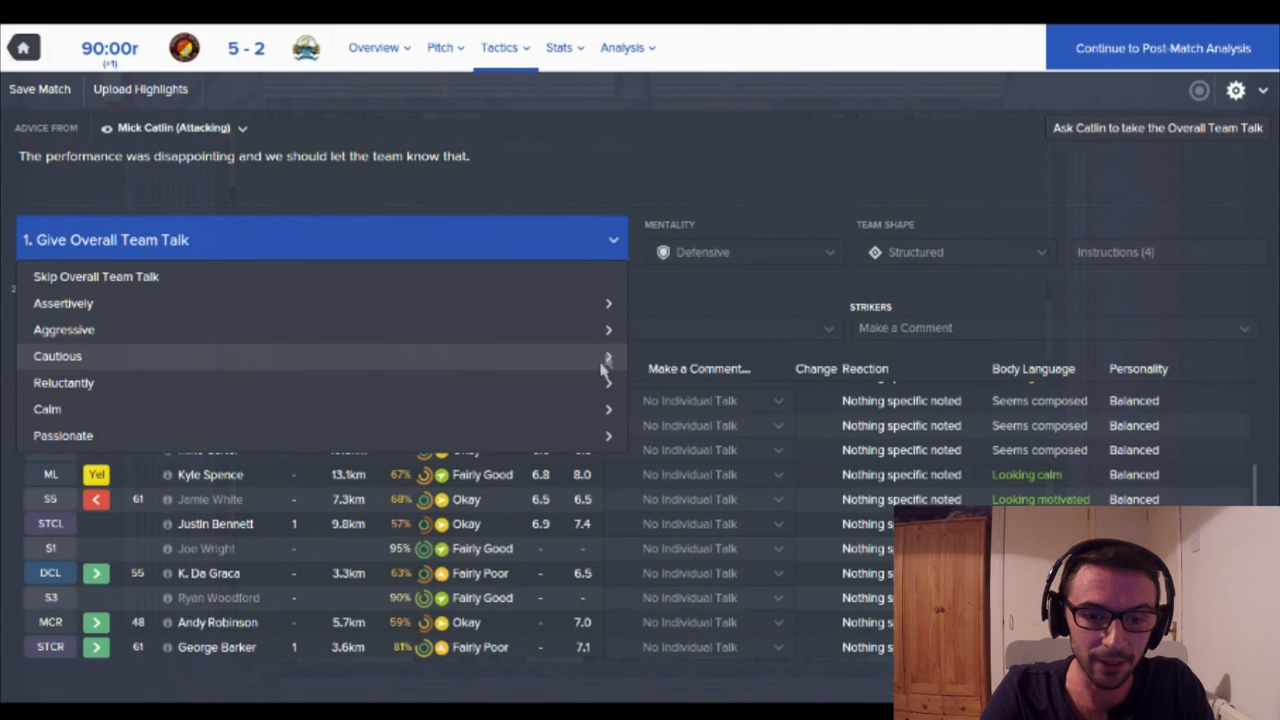 90:00r 5 - 2 Overview Pitch Tactics Stats Analysis Continue to Post-Match Analysis
(+1)
Save Match Upload Highlights
ADVICE FROM Mick Catlin (Attacking) Ask Catlin to take the Overall Team Talk
The performance was disappointing and we should let the team know that.
MENTALITY TEAM SHAPE
1. Give Overall Team Talk Defensive Structured Instructions (4)
Skip Overall Team Talk
Assertively STRIKERS
Aggressive Make a Comment
Cautious
Make a Comment... Change Reaction Body Language Personality
Reluctantly
No Individual Talk Nothing specific noted Seems composed Balanced
Calm
No Individual Talk Nothing specific noted Seems composed Balanced
Passionate
No Individual Talk Nothing specific noted Seems composed Balanced
ML Yel Kyle Spence - 13.1km 67% Fairly Good 6.8 8.0 No Individual Talk Nothing specific noted Looking calm Balanced
S5 61 Jamie White - 7.3km 68% Okay 6.5 6.5 No Individual Talk Nothing specific noted Looking motivated Balanced
STCL Justin Bennett 1 9.8km 57% Okay 6.9 7.4 No Individual Talk Nothing s
S1 Joe Wright 95% Fairly Good - - No Individual Talk Nothing s
DCL 55 K. Da Graca - 3.3km 63% Fairly Poor - 6.5 No Individual Talk Nothing s
S3 Ryan Woodford - 90% Fairly Good - - No Individual Talk Nothing s
MCR 48 Andy Robinson - 5.7km 59% Okay - 7.0 No Individual Talk Nothing s
STCR 61 George Barker 1 3.6km 81% Fairly Poor - 7.1 No Individual Talk Nothing s